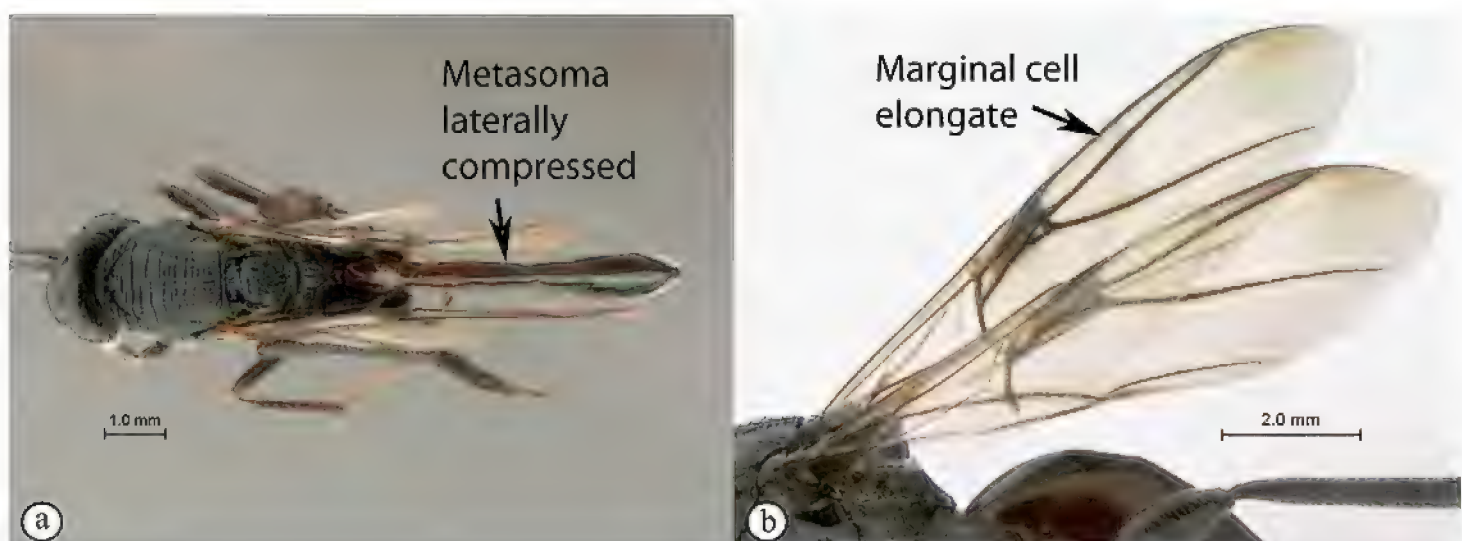 Metasoma
laterally
compressed
1.0 mm
a
Marginal cell
elongate
2.0 mm
b